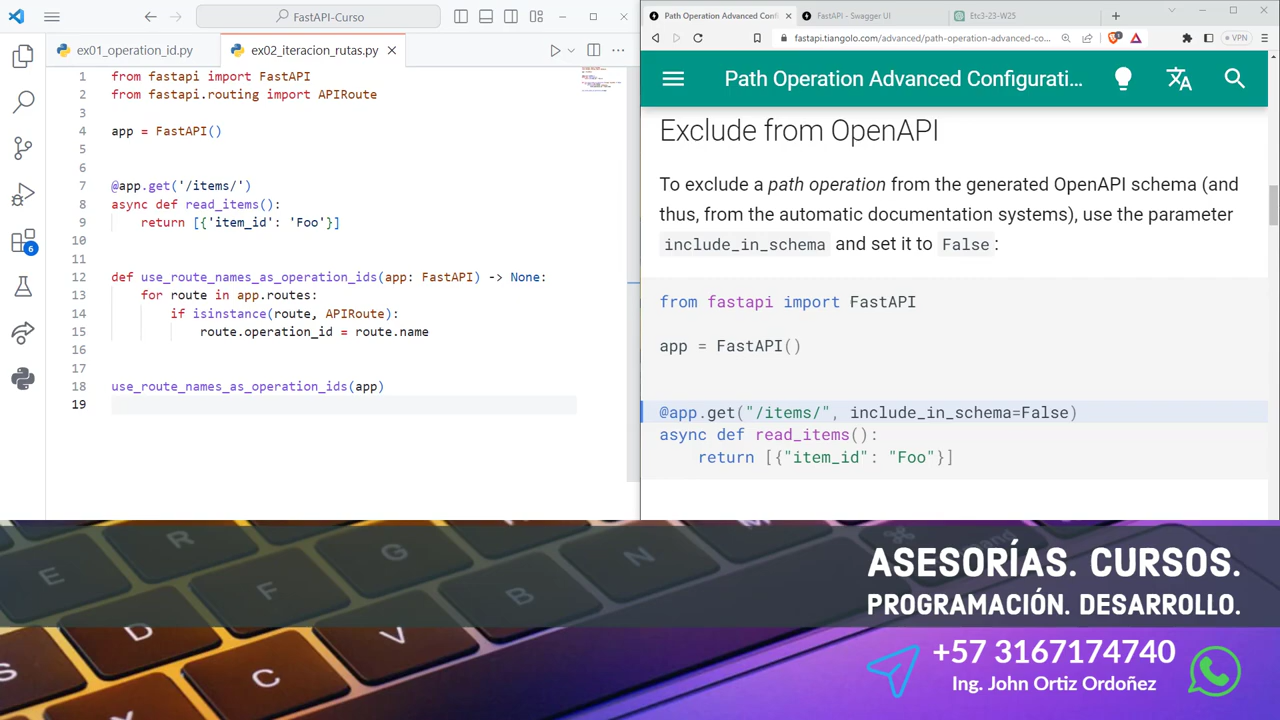 FastAPI-Curso
ex01_operation_id.py
ex02_iteracion_rutas.py
1 from fastapi import FastAPI
2 from fastapi.routing import APIRoute
3
4 app = FastAPI()
5
6
7 @app.get('/items/')
8 async def read_items():
9 return [{'item_id': 'Foo'}]
10
11
12 def use_route_names_as_operation_ids(app: FastAPI) -> None:
13 for route in app.routes:
14 if isinstance(route, APIRoute):
15 route.operation_id = route.name
16
17
18 use_route_names_as_operation_ids(app)
19
6
Path Operation Advanced Confi
FastAPI - Swagger UI
Etc3-23-W25
fastapi.tiangolo.com/advanced/path-operation-advanced-co...
VPN
Path Operation Advanced Configurati...
Exclude from OpenAPI
To exclude a path operation from the generated OpenAPI schema (and
thus, from the automatic documentation systems), use the parameter
include_in_schema and set it to False:
from fastapi import FastAPI
app = FastAPI()
@app.get("/items/", include_in_schema=False)
async def read_items():
return [{"item_id": "Foo"}]
E
R
G
N
F
B
D
V
C
S
ASESORÍAS. CURSOS.
PROGRAMACIÓN. DESARROLLO.
+57 3167174740
Ing. John Ortiz Ordoñez